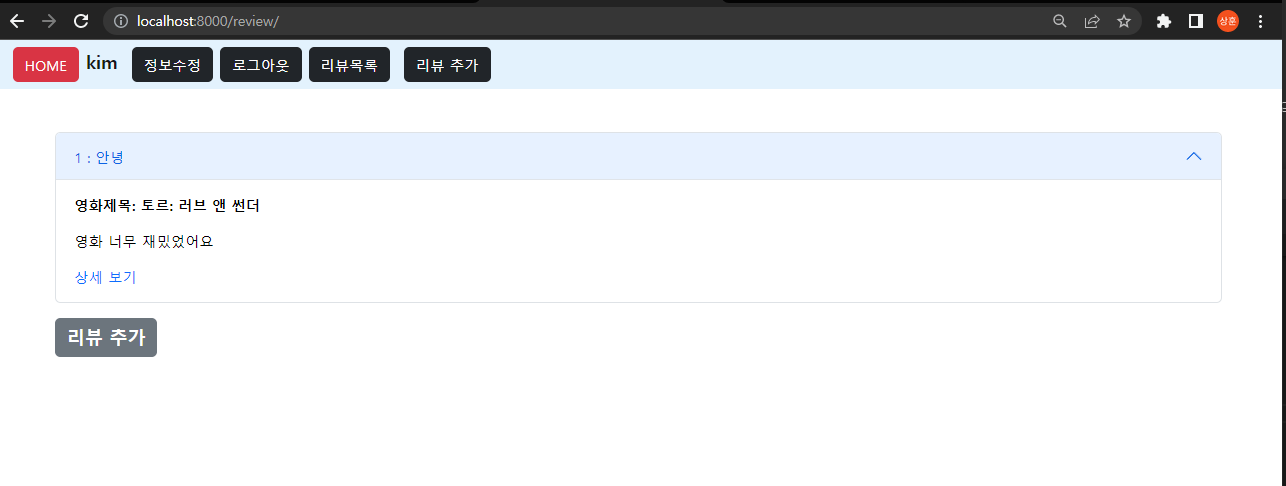 localhost:8000/review/
상훈
HOME kim 정보수정 로그아웃 리뷰목록 리뷰 추가
1 : 안녕
영화제목: 토르: 러브 앤 썬더
영화 너무 재밌었어요
상세 보기
리뷰 추가